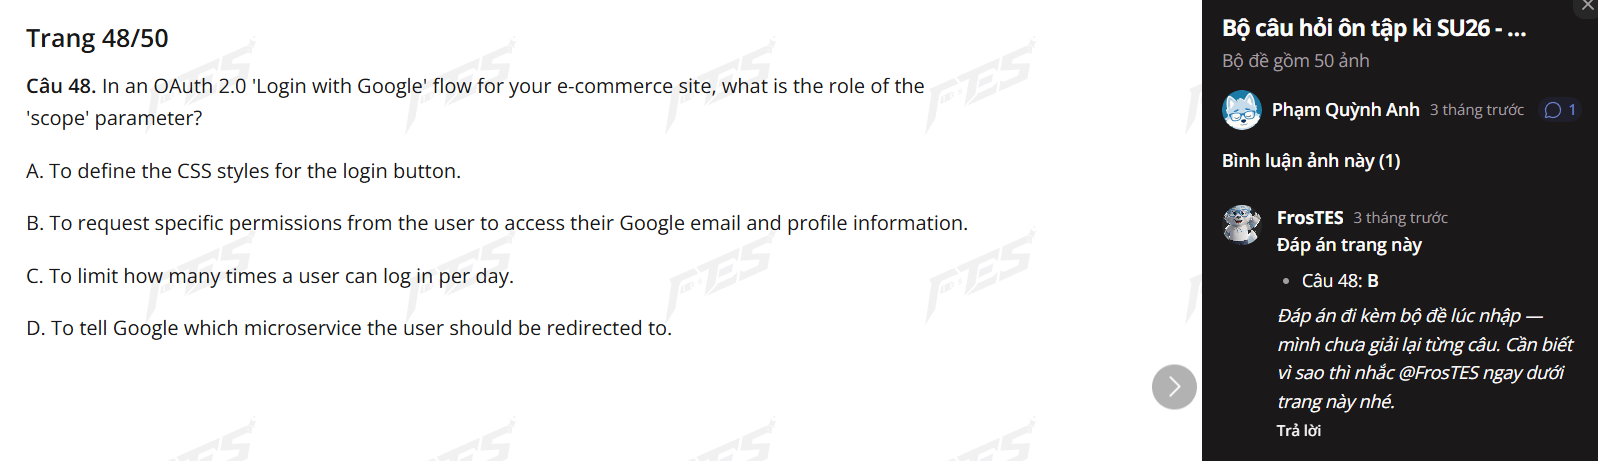 Trang 48/50
Câu 48. In an OAuth 2.0 'Login with Google' flow for your e-commerce site, what is the role of the
'scope' parameter?
A. To define the CSS styles for the login button.
B. To request specific permissions from the user to access their Google email and profile information.
C. To limit how many times a user can log in per day.
D. To tell Google which microservice the user should be redirected to.
Bộ câu hỏi ôn tập kì SU26 - ...
Bộ đề gồm 50 ảnh
Phạm Quỳnh Anh 3 tháng trước 1
Bình luận ảnh này (1)
FrosTES 3 tháng trước
Đáp án trang này
• Câu 48: B
Đáp án đi kèm bộ đề lúc nhập —
mình chưa giải lại từng câu. Cần biết
vì sao thì nhắc @FrosTES ngay dưới
trang này nhé.
Trả lời